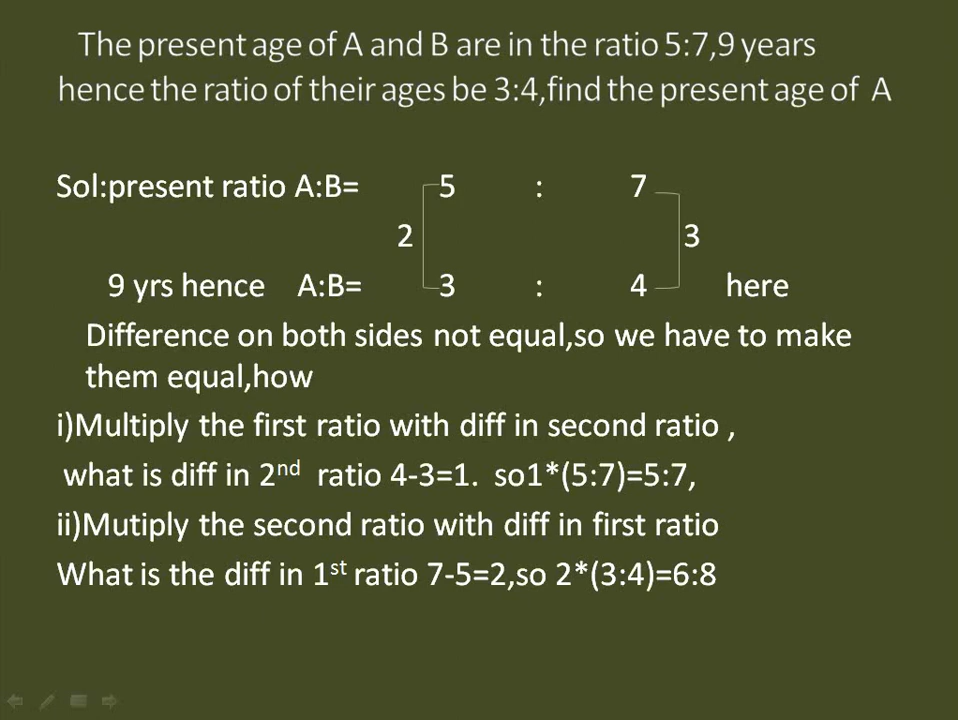 The present age of A and B are in the ratio 5:7,9 years
hence the ratio of their ages be 3:4,find the present age of A
Sol:present ratio A:B= 5 : 7
2 3
9 yrs hence A:B= 3 : 4 here
Difference on both sides not equal,so we have to make
them equal,how
i)Multiply the first ratio with diff in second ratio ,
what is diff in 2nd ratio 4-3=1. so1*(5:7)=5:7,
ii)Mutiply the second ratio with diff in first ratio
What is the diff in 1st ratio 7-5=2,so 2*(3:4)=6:8